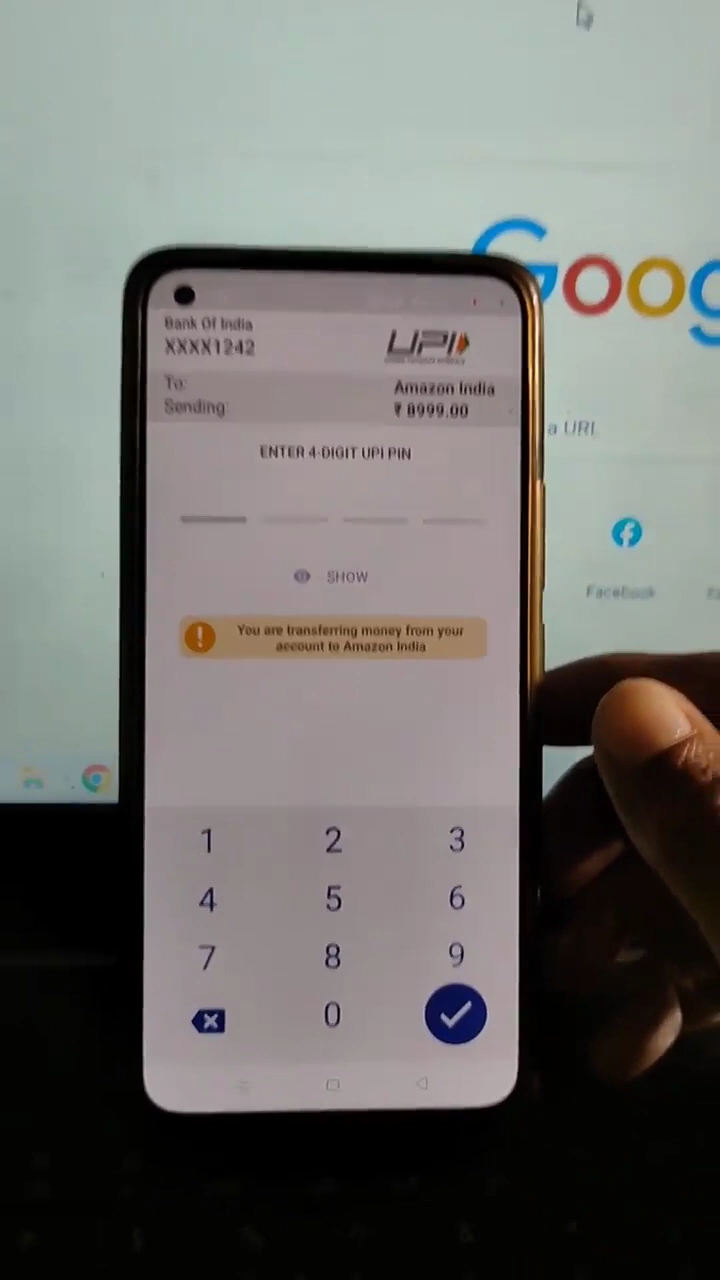 Google
a URL
Facebook
Bank Of India
XXXX1242
UPI
To:
Amazon India
Sending:
₹ 8999.00
ENTER 4-DIGIT UPI PIN
SHOW
You are transferring money from your
account to Amazon India
1 2 3
4 5 6
7 8 9
0